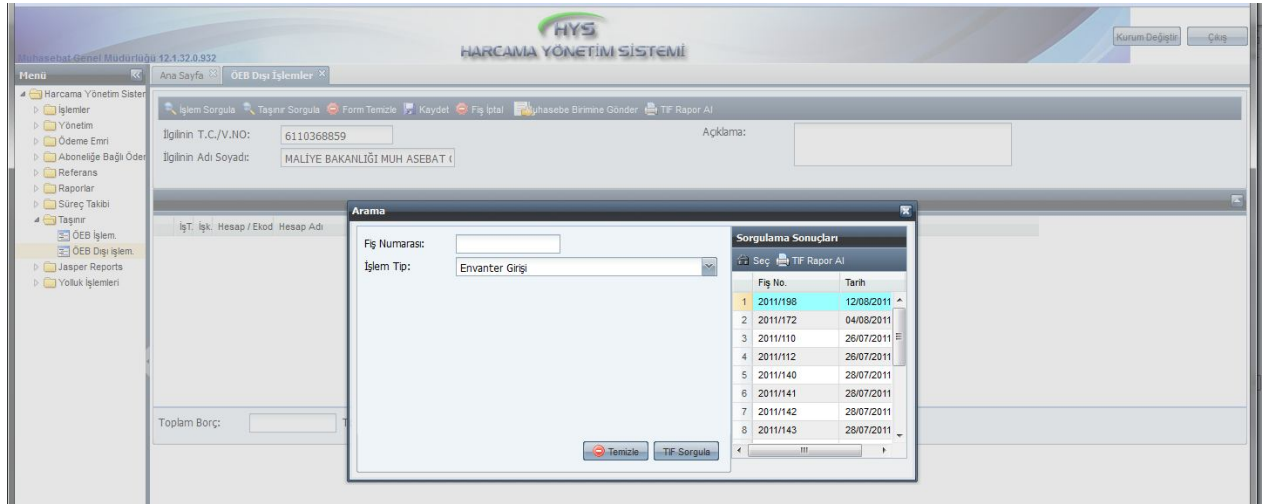 HYS
HARCAMA YÖNETİM SİSTEMİ
Kurum Değiştir Çıkış
Muhasebat Genel Müdürlüğü 12.1.32.0.932
Menü
Ana Sayfa ÖEB Dışı İşlemler
Harcama Yönetim Sister
İşlemler
Yönetim
Ödeme Emri
Aboneliğe Bağlı Öder
Referans
Raporlar
Süreç Takibi
Taşınır
ÖEB İşlem.
ÖEB Dışı işlem.
Jasper Reports
Yolluk İşlemleri
İşlem Sorgula Taşınır Sorgula Form Temizle Kaydet Fiş İptal Muhasebe Birimine Gönder TİF Rapor Al
İlgilinin T.C./V.NO: 6110368859 Açıklama:
İlgilinin Adı Soyadı: MALİYE BAKANLIĞI MUH ASEBAT (
İşT. İşk. Hesap / Ekod Hesap Adı
Toplam Borç: T
Arama
Fiş Numarası:
İşlem Tip: Envanter Girişi
Temizle TIF Sorgula
Sorgulama Sonuçları
Seç TIF Rapor Al
Fiş No. Tarih
1 2011/198 12/08/2011
2 2011/172 04/08/2011
3 2011/110 26/07/2011
4 2011/112 26/07/2011
5 2011/140 28/07/2011
6 2011/141 28/07/2011
7 2011/142 28/07/2011
8 2011/143 28/07/2011